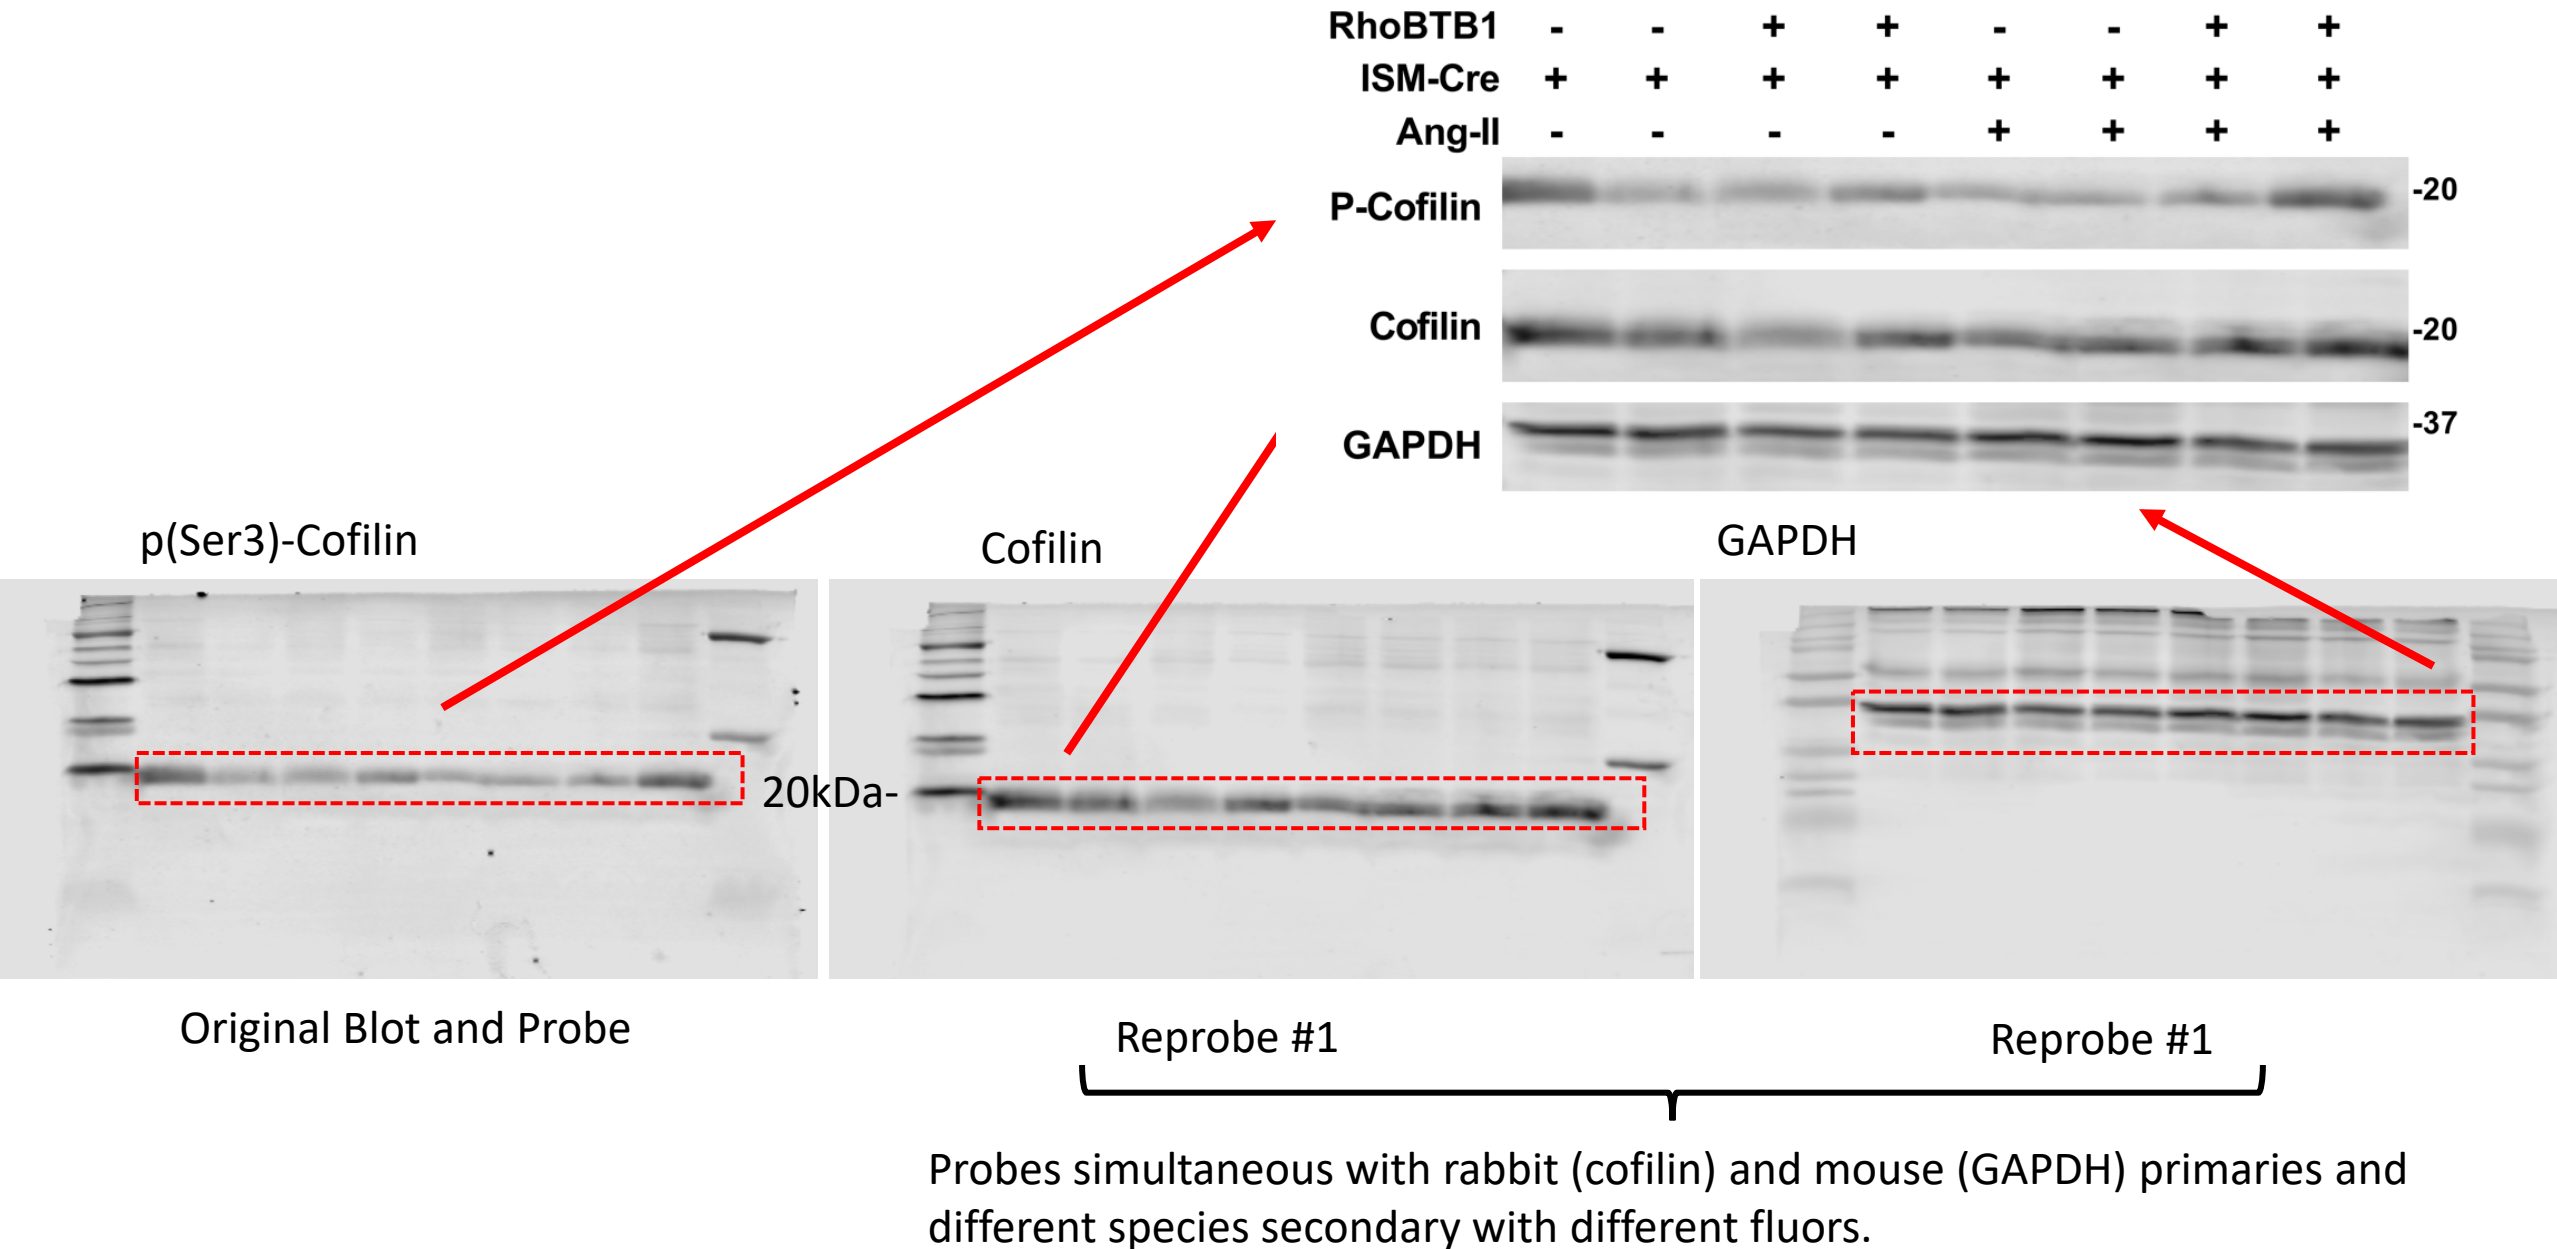 RhoBTB1 - - + + - - + +
ISM-Cre + + + + + + + +
Ang-II - - - - + + + +
P-Cofilin -20
Cofilin -20
GAPDH -37
p(Ser3)-Cofilin
Cofilin
GAPDH
20kDa-
Original Blot and Probe
Reprobe #1
Reprobe #1
Probes simultaneous with rabbit (cofilin) and mouse (GAPDH) primaries and
different species secondary with different fluors.